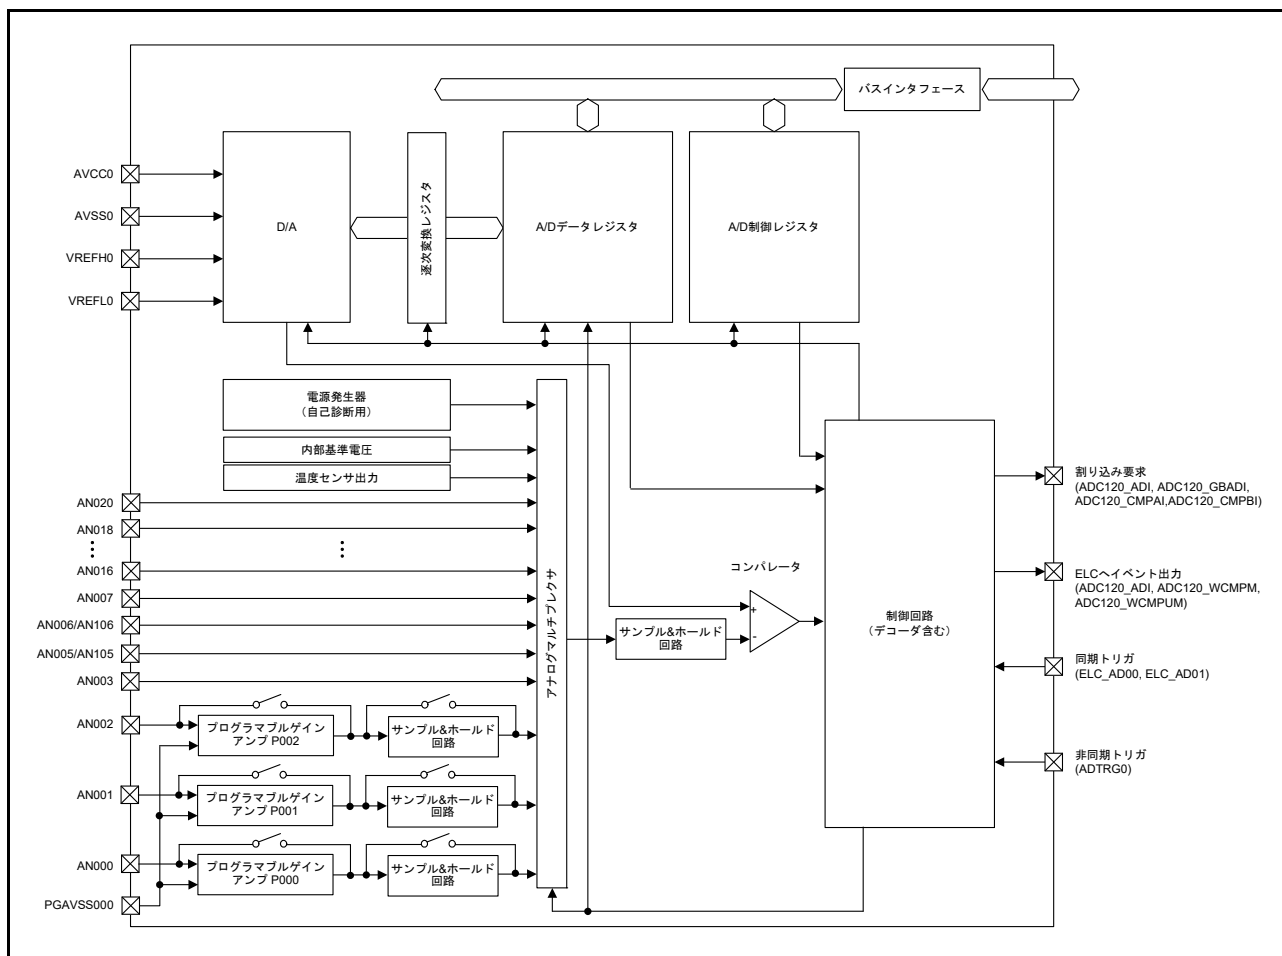 バスインタフェース
AVCC0
AVSS0
VREFH0
VREFL0
D/A
逐次変換レジスタ
A/Dデータレジスタ
A/D制御レジスタ
電源発生器
(自己診断用)
内部基準電圧
温度センサ出力
AN020
AN018
AN016
AN007
AN006/AN106
AN005/AN105
AN003
AN002
AN001
AN000
PGAVSS000
プログラマブルゲイン
アンプ P002
サンプル&ホールド
回路
プログラマブルゲイン
アンプ P001
サンプル&ホールド
回路
プログラマブルゲイン
アンプ P000
サンプル&ホールド
回路
アナログマルチプレクサ
サンプル&ホールド
回路
コンパレータ
+
-
制御回路
(デコーダ含む)
割り込み要求
(ADC120_ADI, ADC120_GBADI,
ADC120_CMPAI,ADC120_CMPBI)
ELCへイベント出力
(ADC120_ADI, ADC120_WCMPM,
ADC120_WCMPUM)
同期トリガ
(ELC_AD00, ELC_AD01)
非同期トリガ
(ADTRG0)